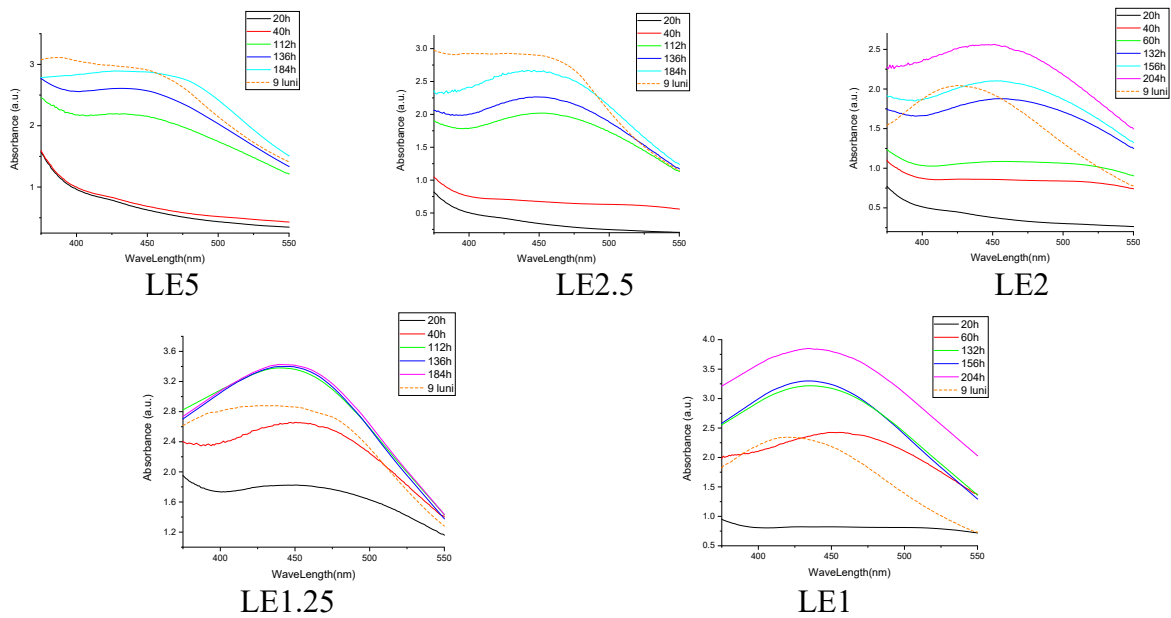 20h
40h
112h
136h
184h
9 luni
3
2
1
400
450
500
550
Absorbance (a.u.)
WaveLength(nm)
LE5
20h
40h
112h
136h
184h
9 luni
3.0
2.5
2.0
1.5
1.0
0.5
400
450
500
550
Absorbance (a.u.)
WaveLength(nm)
LE2.5
20h
40h
60h
132h
156h
204h
9 luni
2.5
2.0
1.5
1.0
0.5
400
450
500
550
Absorbance (a.u.)
WaveLength(nm)
LE2
20h
40h
112h
136h
184h
9 luni
3.6
3.0
2.4
1.8
1.2
400
450
500
550
Absorbance (a.u.)
WaveLength(nm)
LE1.25
20h
60h
132h
156h
204h
9 luni
4.0
3.5
3.0
2.5
2.0
1.5
1.0
0.5
400
450
500
550
Absorbance (a.u.)
WaveLength(nm)
LE1